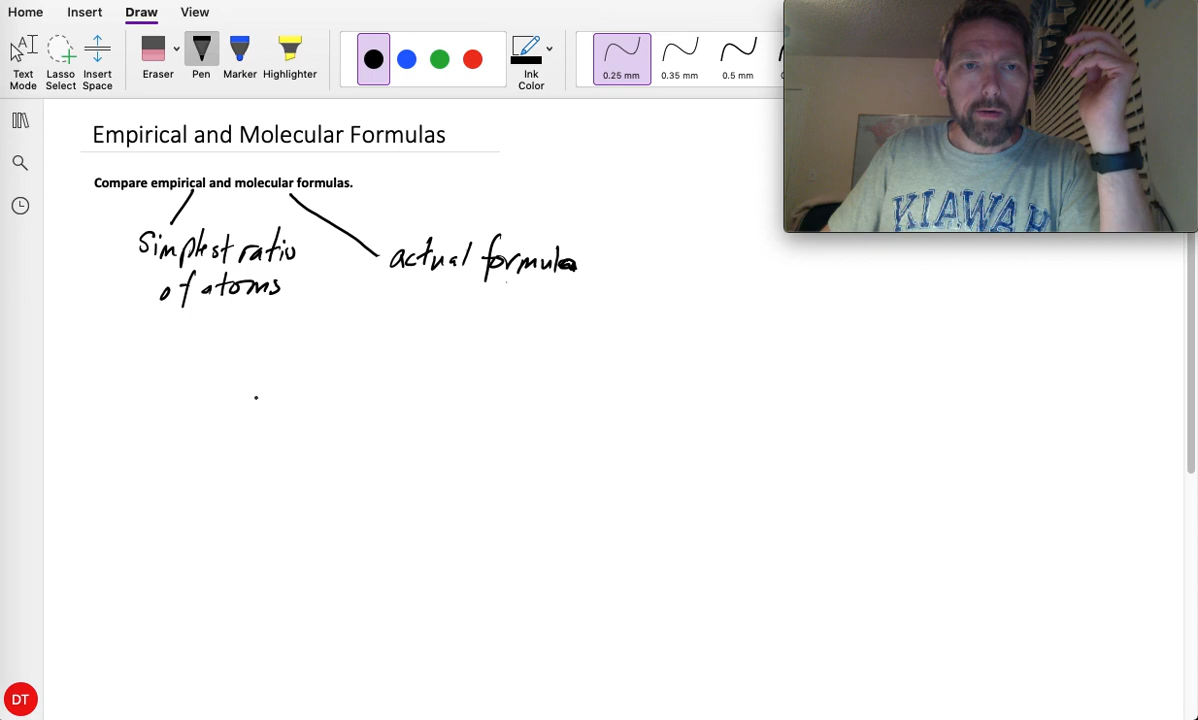 Home Insert Draw View
Text Mode Lasso Select Insert Space Eraser Pen Marker Highlighter Ink Color 0.25 mm 0.35 mm 0.5 mm
KIAWAH
Empirical and Molecular Formulas
Compare empirical and molecular formulas.
Simplest ratio
of atoms
actual formula
DT